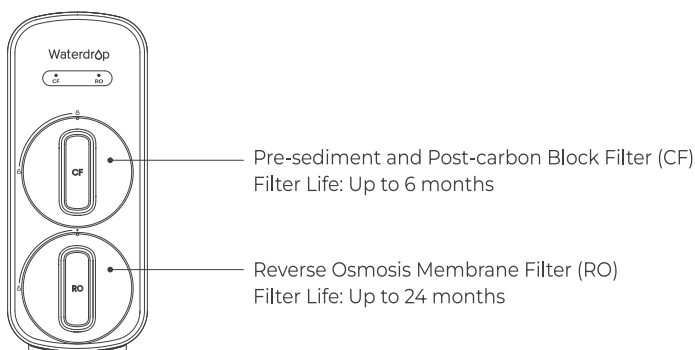 Waterdrop
CF RO
CF
Pre-sediment and Post-carbon Block Filter (CF)
Filter Life: Up to 6 months
RO
Reverse Osmosis Membrane Filter (RO)
Filter Life: Up to 24 months